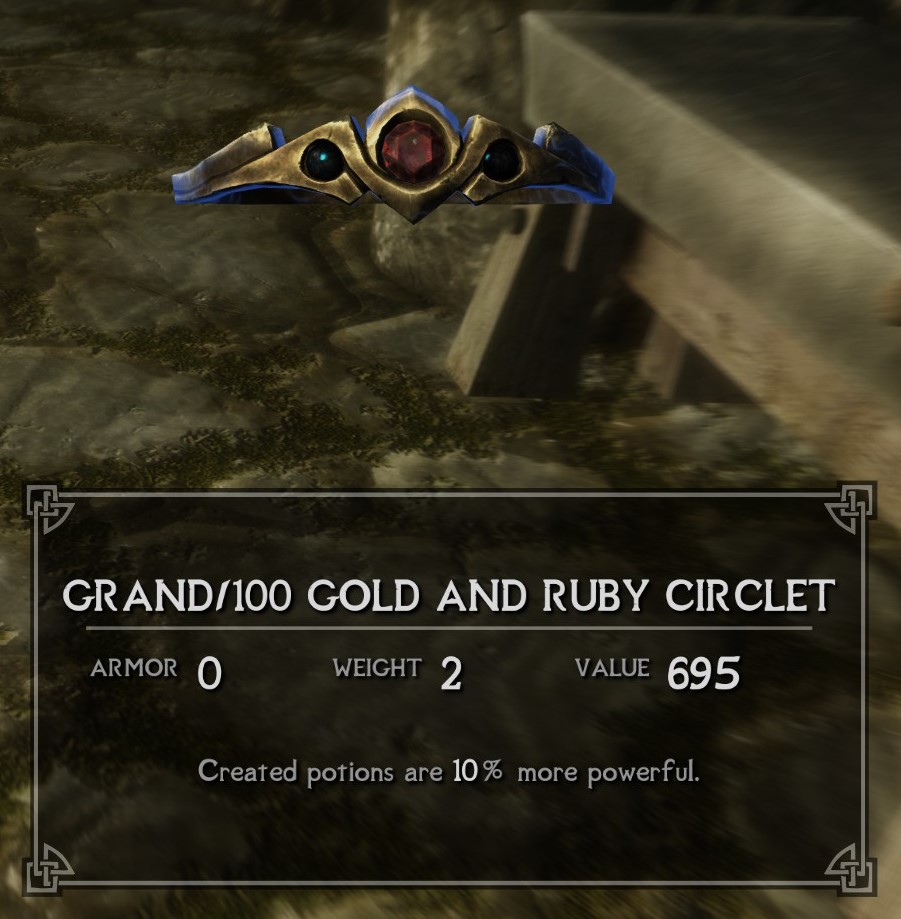 GRAND/100 GOLD AND RUBY CIRCLET
ARMOR 0 WEIGHT 2 VALUE 695
Created potions are 10% more powerful.